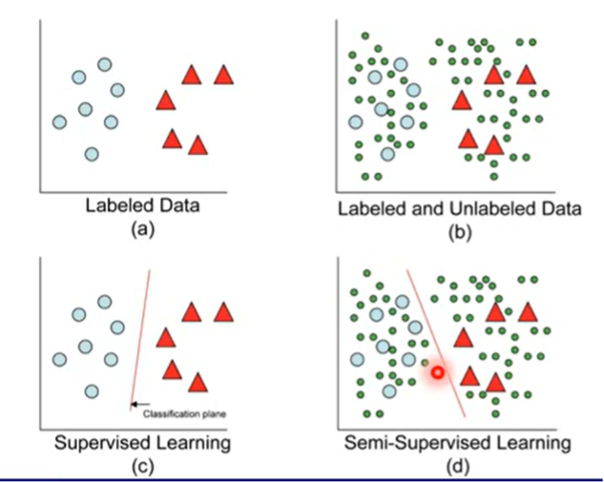 Labeled Data
(a)
Labeled and Unlabeled Data
(b)
Classification plane
Supervised Learning
(c)
Semi-Supervised Learning
(d)